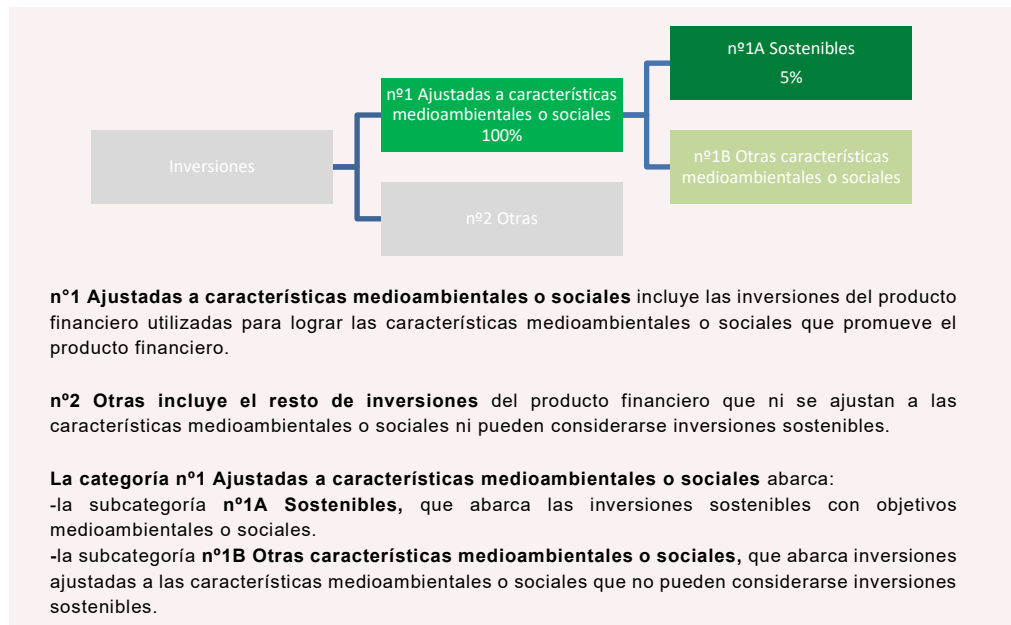 nº1A Sostenibles
5%
nº1 Ajustadas a características
medioambientales o sociales
100%
Inversiones
nº1B Otras características
medioambientales o sociales
nº2 Otras
n°1 Ajustadas a características medioambientales o sociales incluye las inversiones del producto
financiero utilizadas para lograr las características medioambientales o sociales que promueve el
producto financiero.
nº2 Otras incluye el resto de inversiones del producto financiero que ni se ajustan a las
características medioambientales o sociales ni pueden considerarse inversiones sostenibles.
La categoría nº1 Ajustadas a características medioambientales o sociales abarca:
-la subcategoría nº1A Sostenibles, que abarca las inversiones sostenibles con objetivos
medioambientales o sociales.
-la subcategoría nº1B Otras características medioambientales o sociales, que abarca inversiones
ajustadas a las características medioambientales o sociales que no pueden considerarse inversiones
sostenibles.